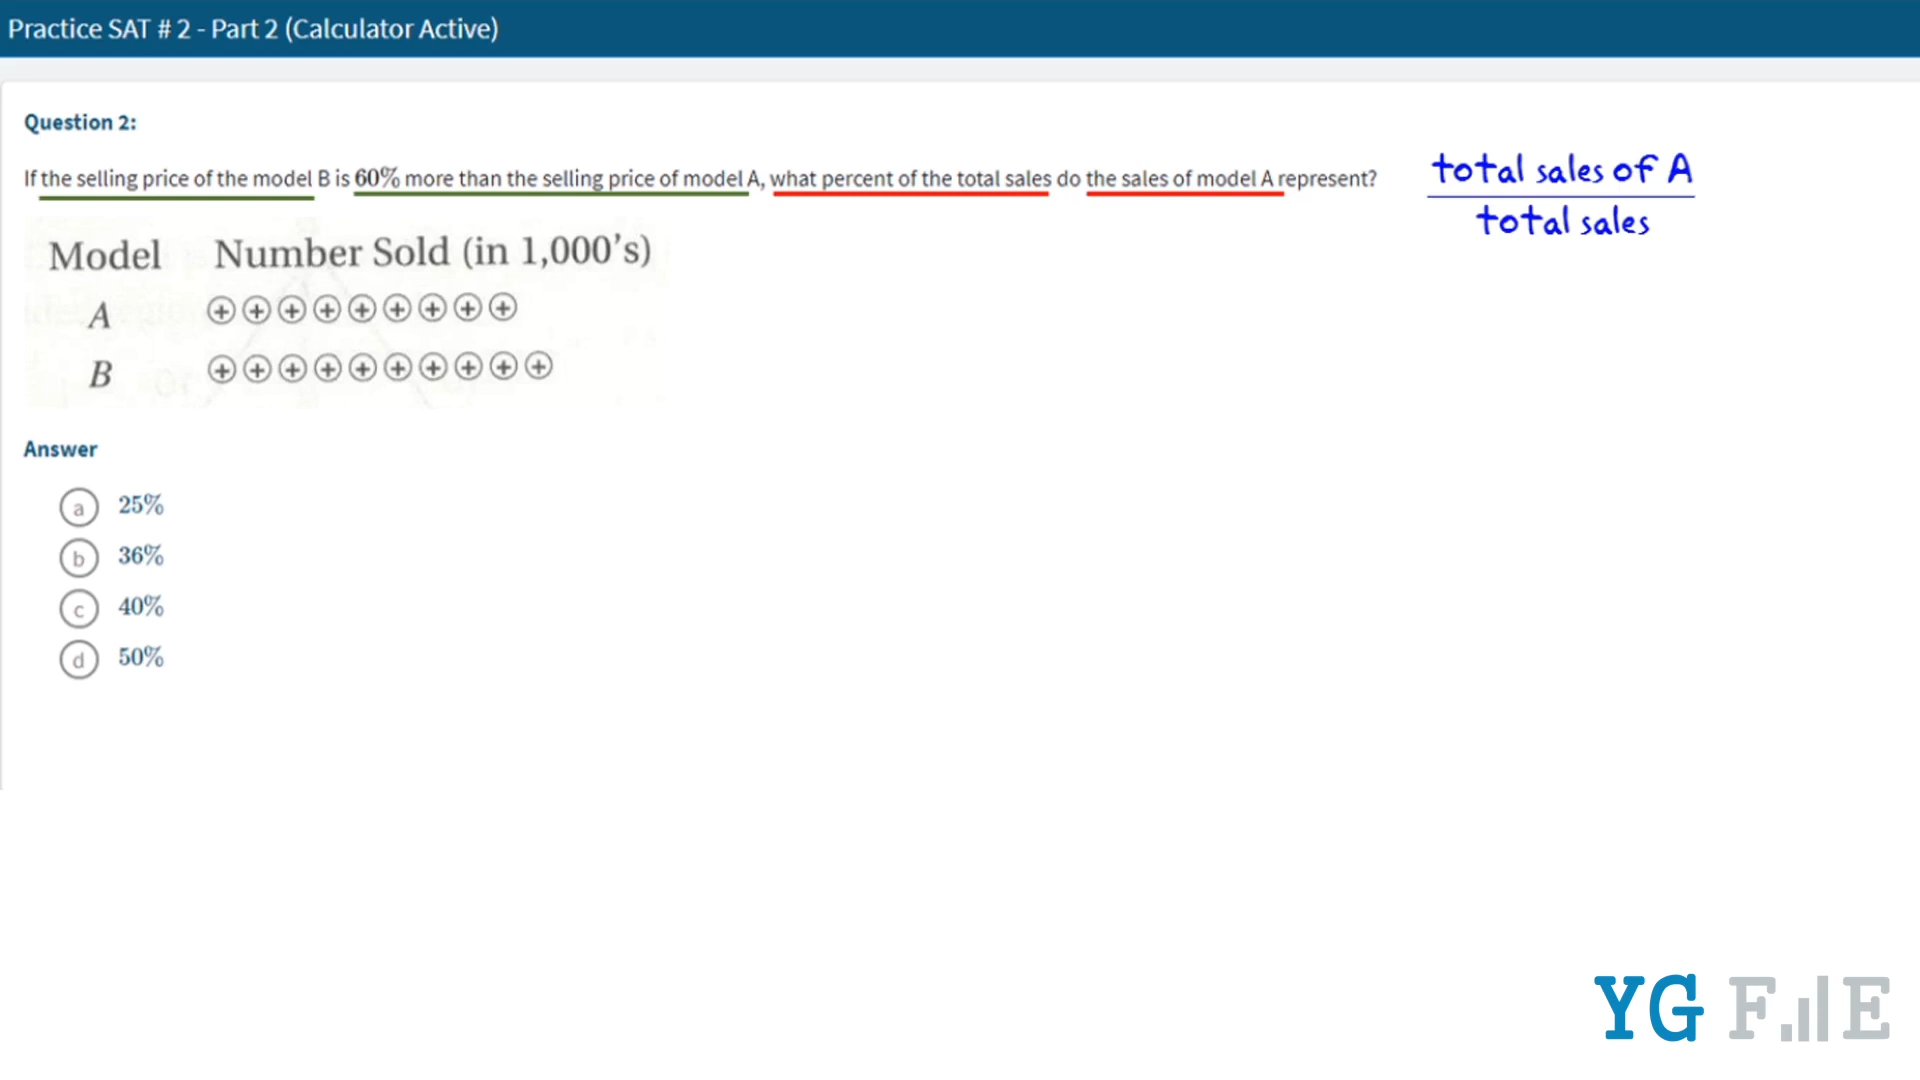 Practice SAT # 2 - Part 2 (Calculator Active)
Question 2:
If the selling price of the model B is 60% more than the selling price of model A, what percent of the total sales do the sales of model A represent?
total sales of A
total sales
Model Number Sold (in 1,000's)
A ⊕⊕⊕⊕⊕⊕⊕⊕⊕
B ⊕⊕⊕⊕⊕⊕⊕⊕⊕⊕
Answer
a 25%
b 36%
c 40%
d 50%
YG F..IE